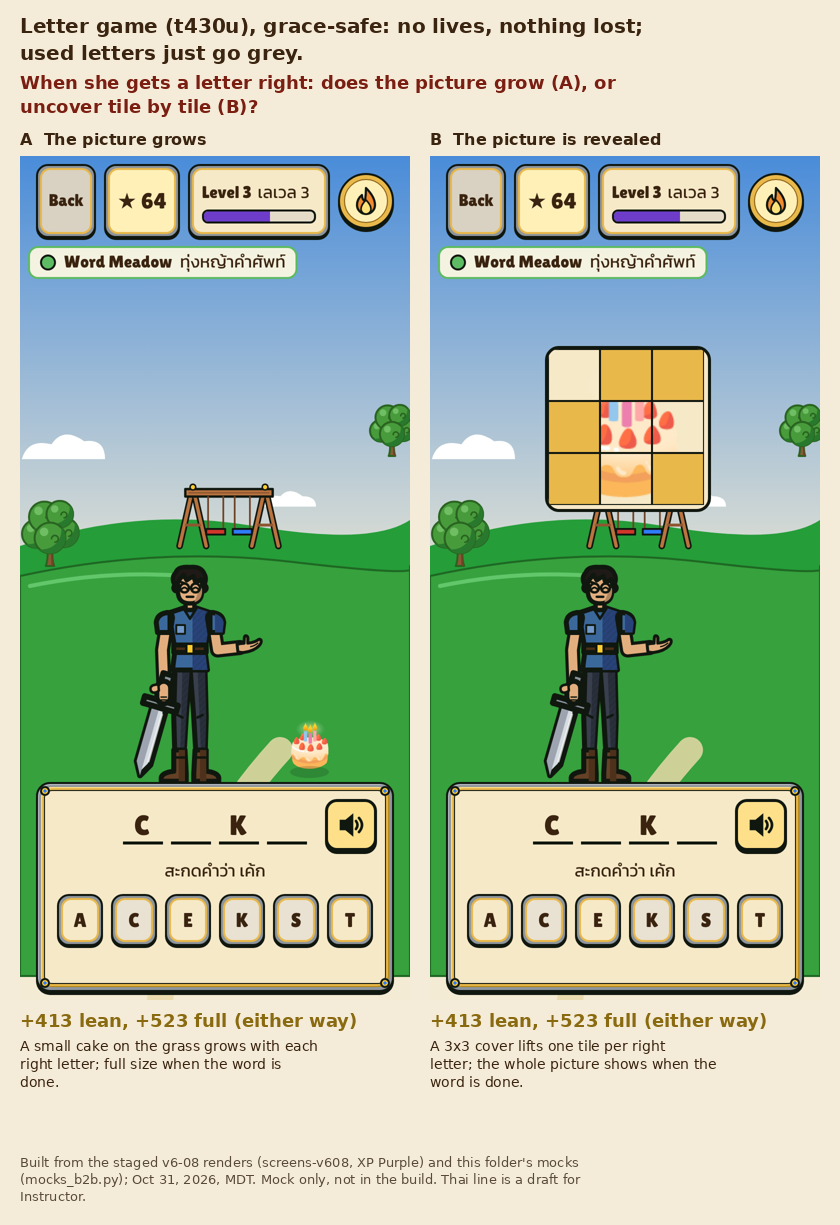 Letter game (t430u), grace-safe: no lives, nothing lost;
used letters just go grey.
When she gets a letter right: does the picture grow (A), or
uncover tile by tile (B)?
A The picture grows
Back
★ 64
Level 3 เลเวล 3
Word Meadow ทุ่งหญ้าคำศัพท์
C K
สะกดคำว่า เค้ก
A C E K S T
+413 lean, +523 full (either way)
A small cake on the grass grows with each
right letter; full size when the word is
done.
B The picture is revealed
Back
★ 64
Level 3 เลเวล 3
Word Meadow ทุ่งหญ้าคำศัพท์
C K
สะกดคำว่า เค้ก
A C E K S T
+413 lean, +523 full (either way)
A 3x3 cover lifts one tile per right
letter; the whole picture shows when the
word is done.
Built from the staged v6-08 renders (screens-v608, XP Purple) and this folder's mocks
(mocks_b2b.py); Oct 31, 2026, MDT. Mock only, not in the build. Thai line is a draft for
Instructor.